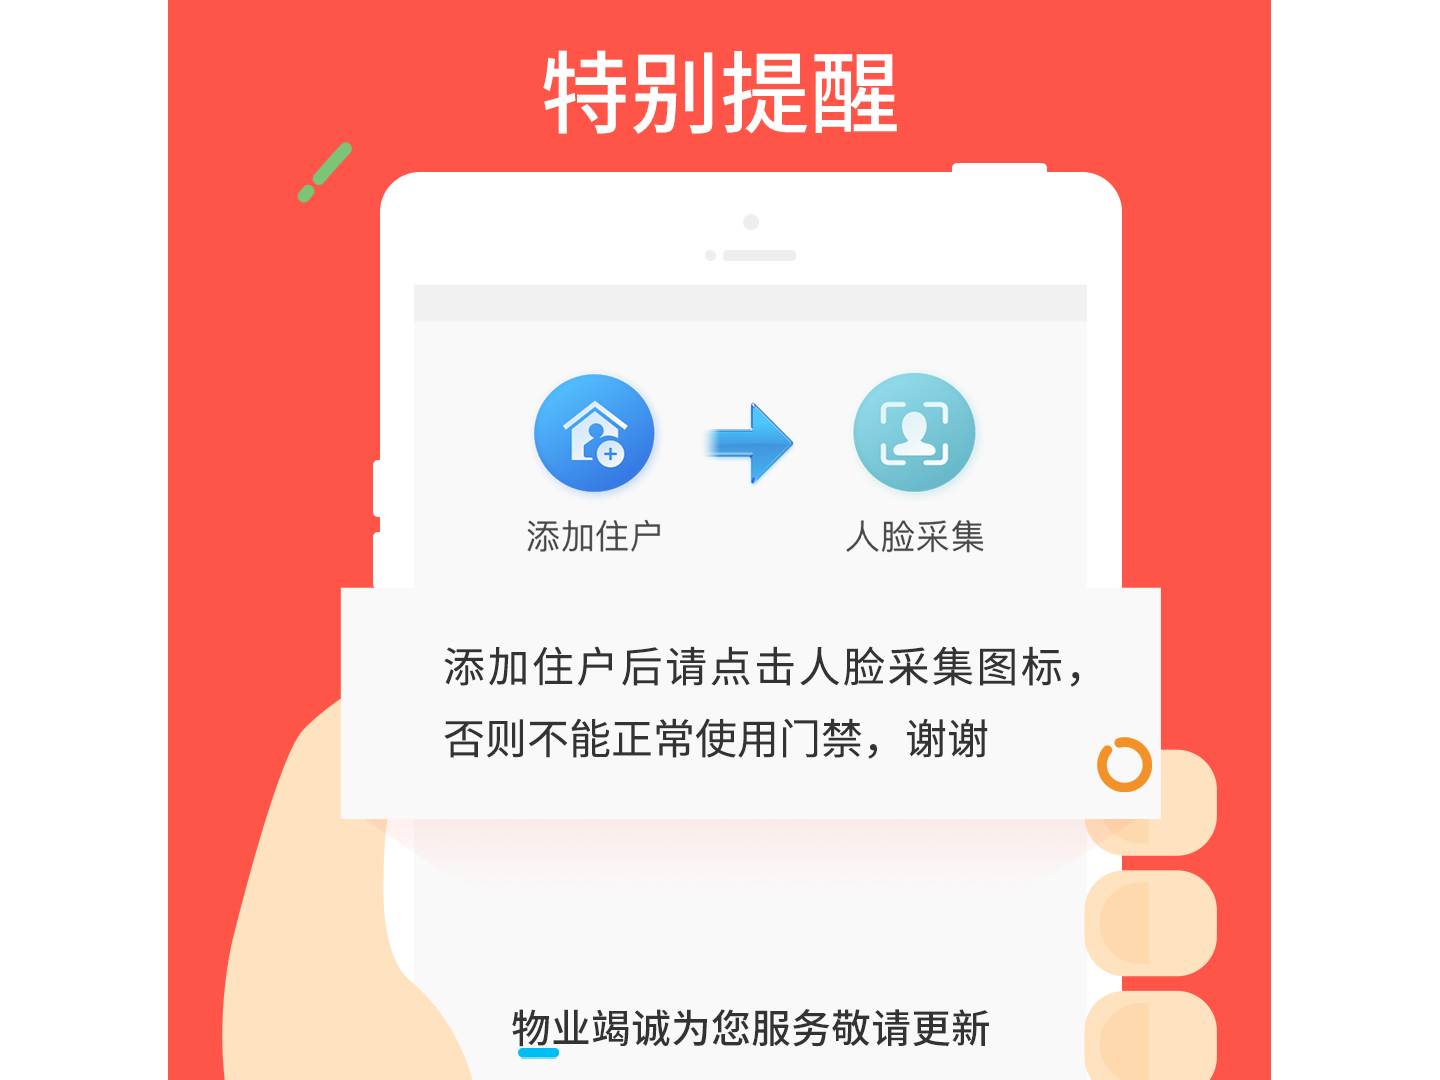 特别提醒
添加住户
人脸采集
添加住户后请点击人脸采集图标，
否则不能正常使用门禁，谢谢
物业竭诚为您服务敬请更新